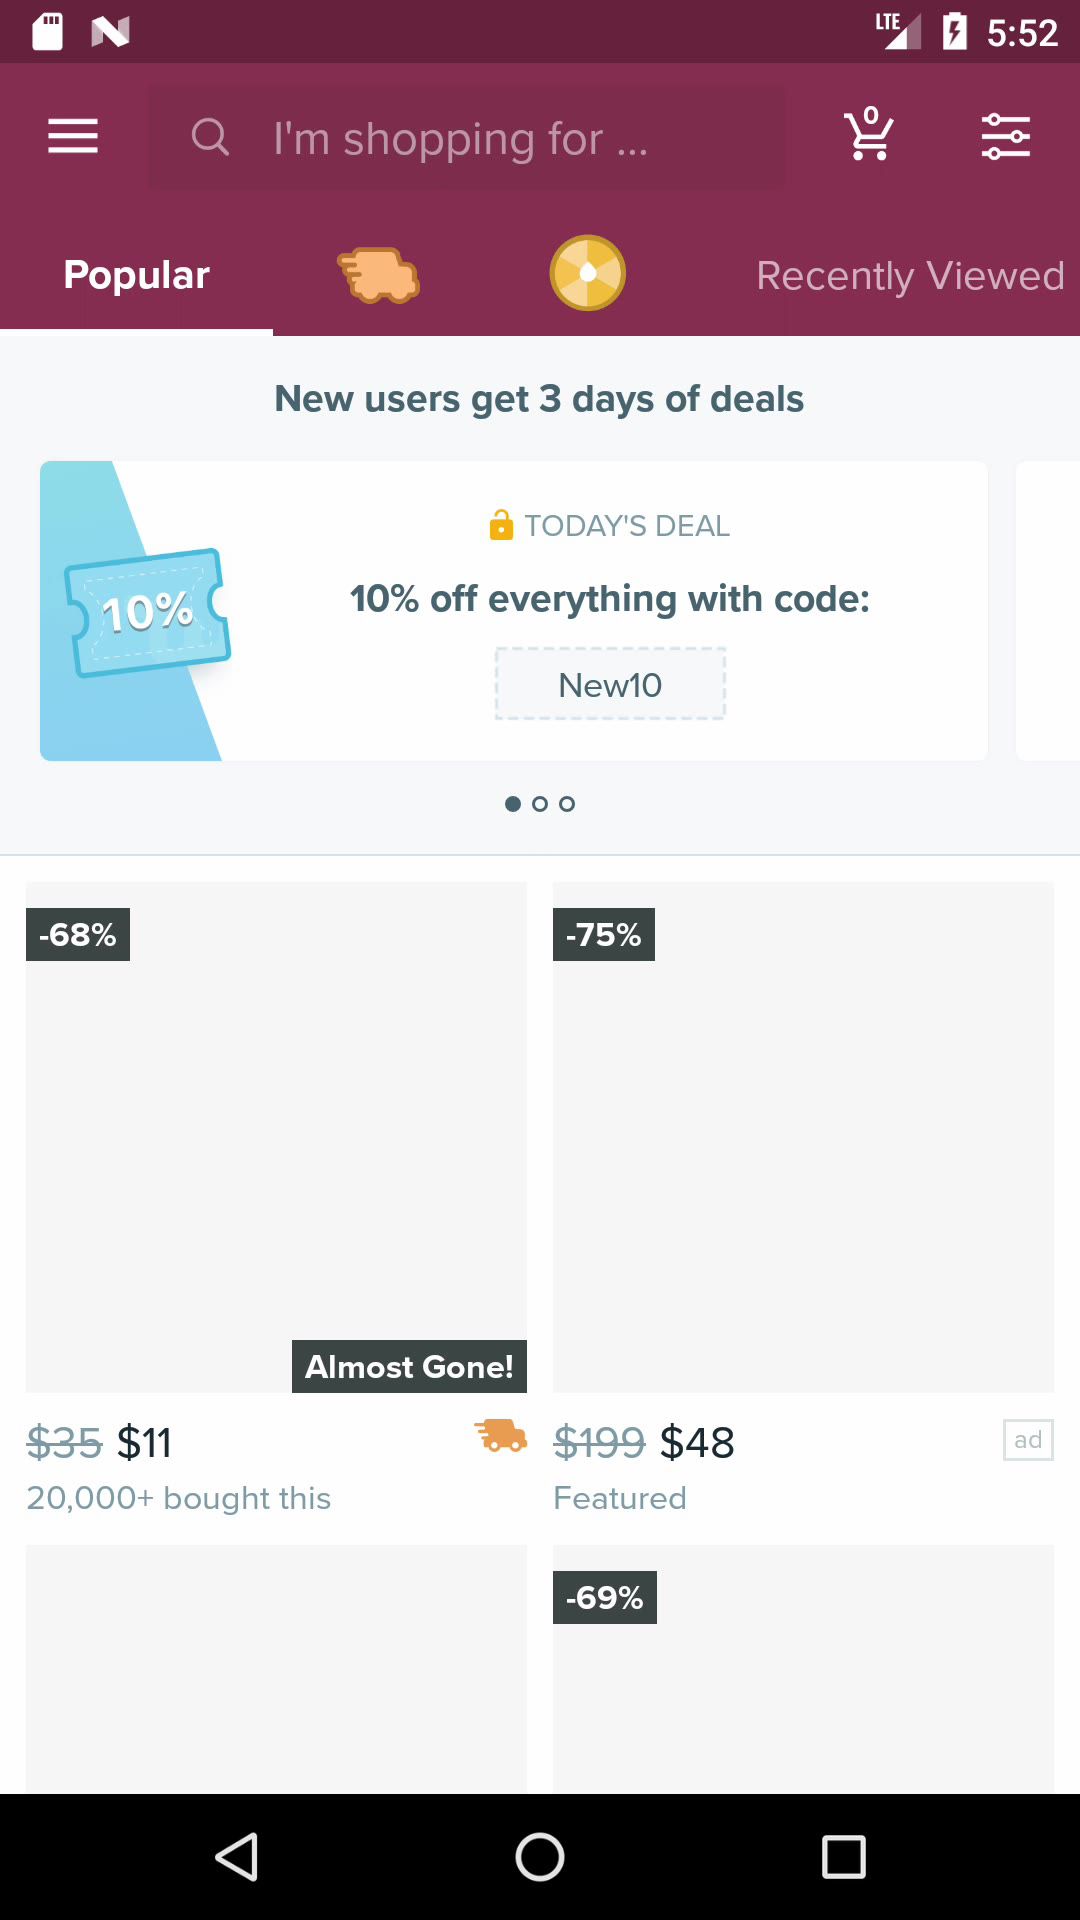 LTE 5:52
I'm shopping for ...
0
Popular
Recently Viewed
New users get 3 days of deals
TODAY'S DEAL
10%
10% off everything with code:
New10
-68%
-75%
Almost Gone!
$35 $11
$199 $48
ad
20,000+ bought this
Featured
-69%